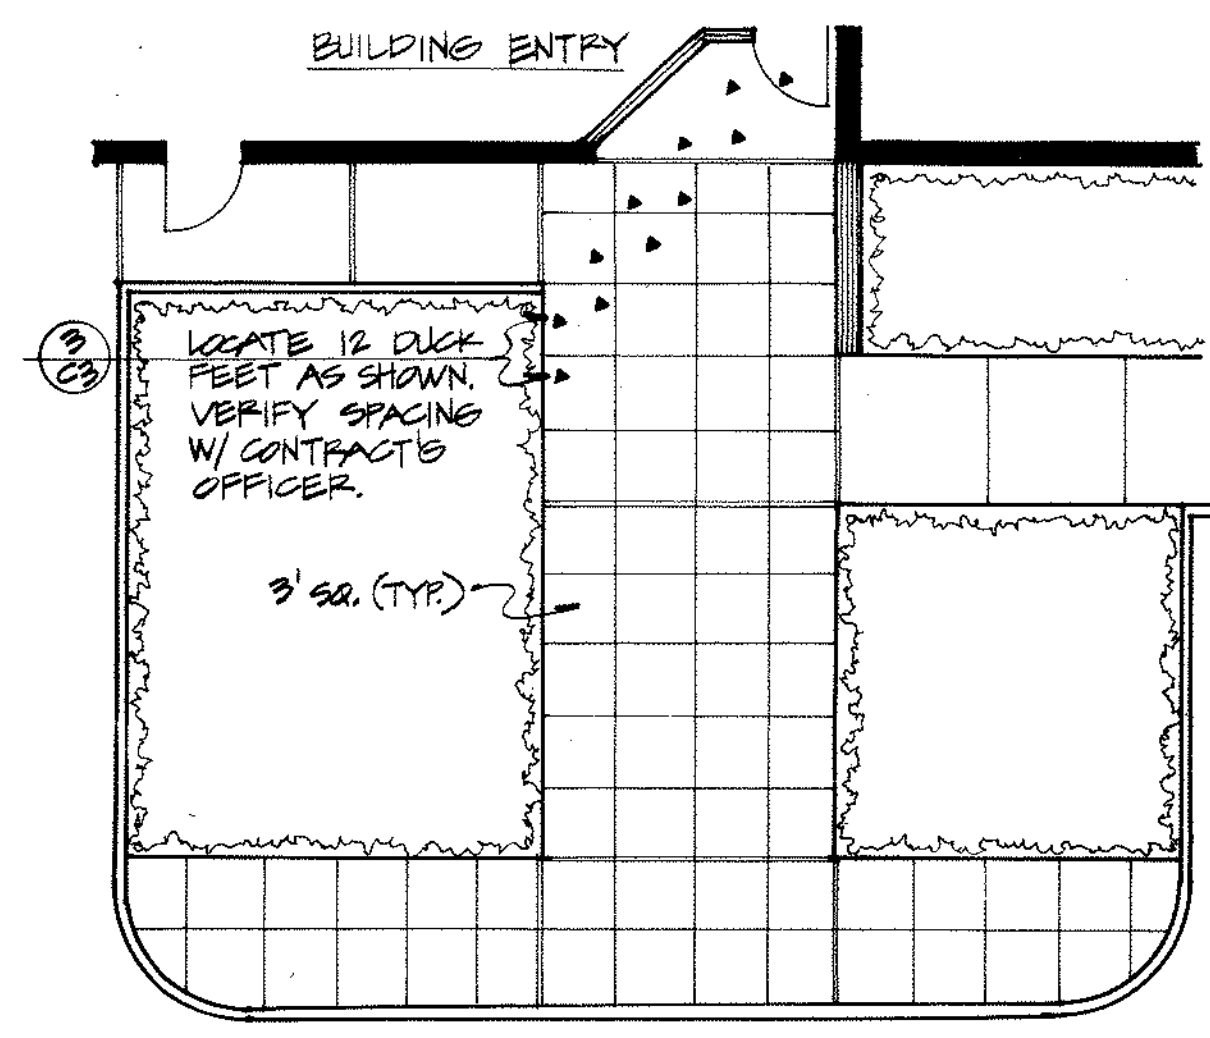 BUILDING ENTRY
3
C3
LOCATE 12 DUCK
FEET AS SHOWN.
VERIFY SPACING
W/ CONTRACT'G
OFFICER.
3' SQ. (TYP.)